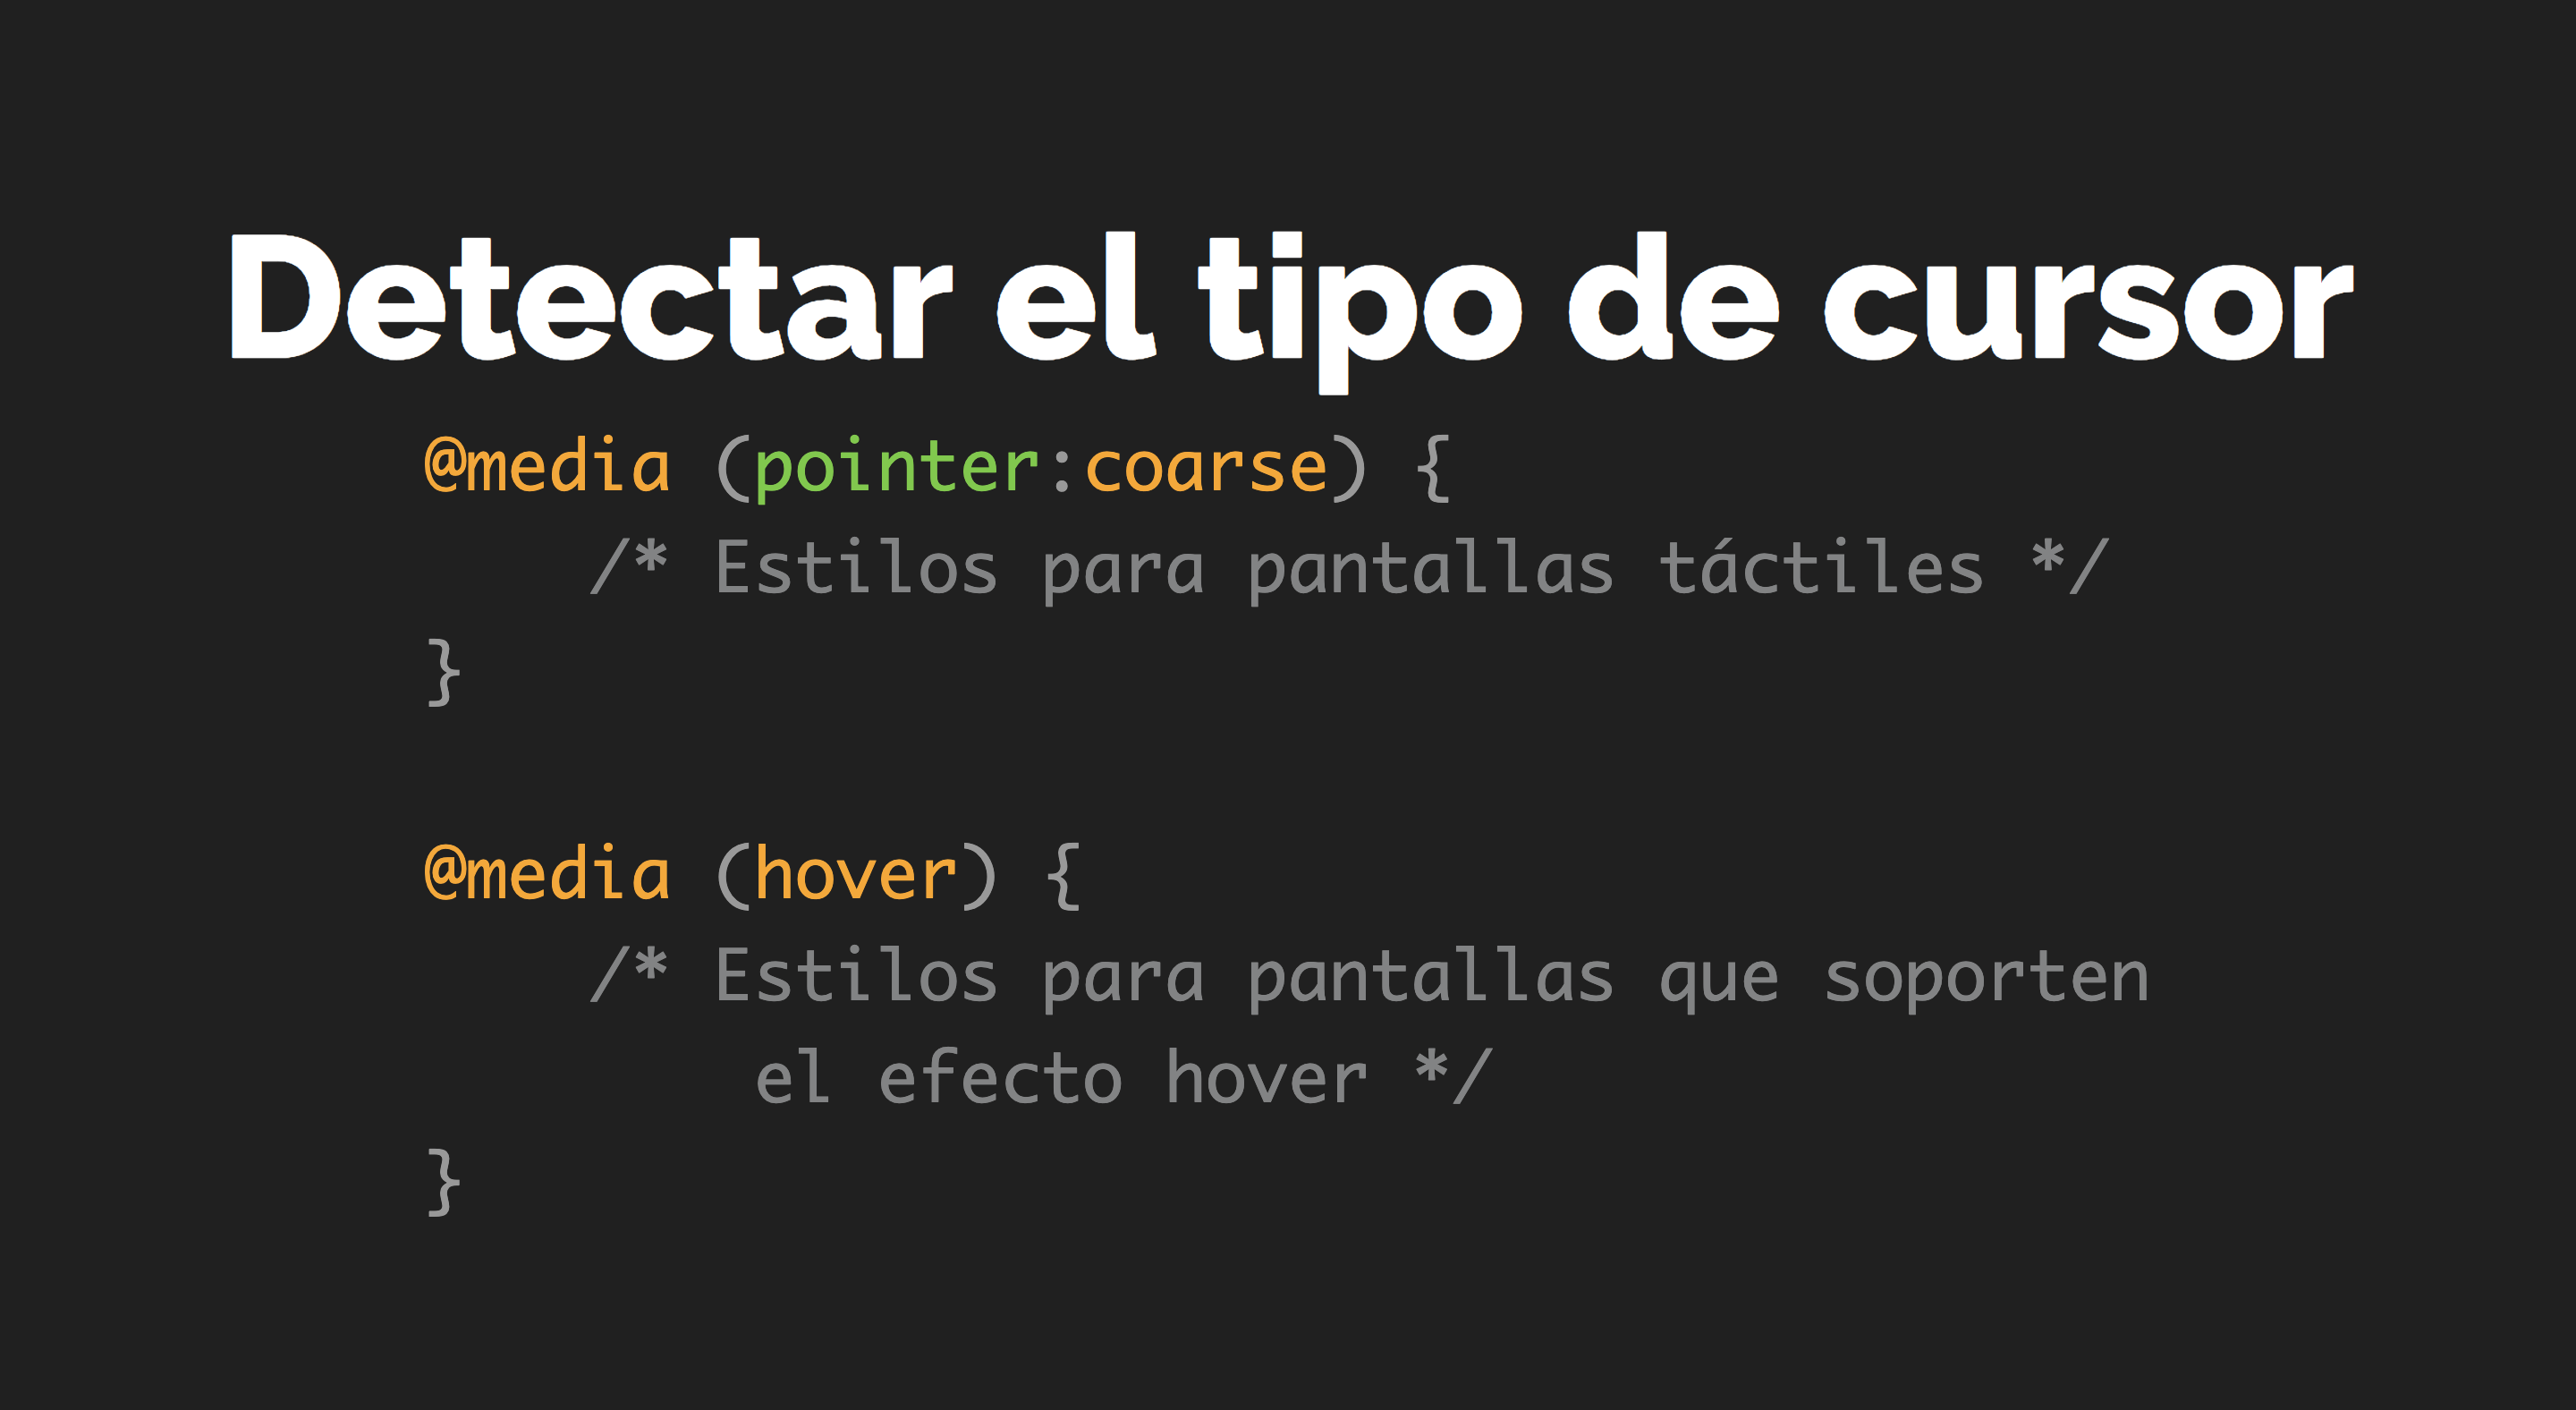 Detectar el tipo de cursor
@media (pointer:coarse) {
    /* Estilos para pantallas táctiles */
}
@media (hover) {
    /* Estilos para pantallas que soporten
        el efecto hover */
}